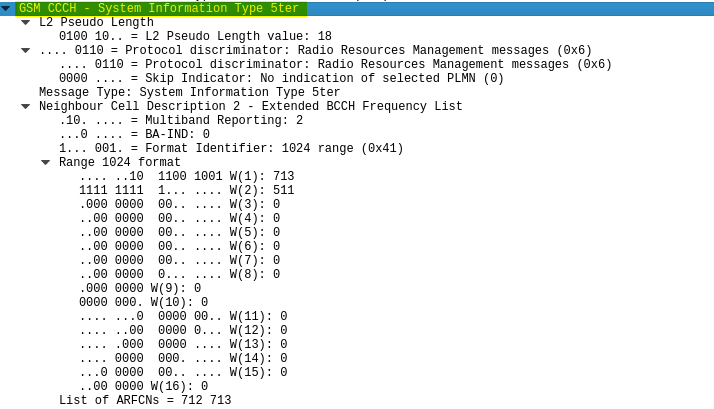 GSM CCCH - System Information Type 5ter
L2 Pseudo Length
0100 10.. = L2 Pseudo Length value: 18
.... 0110 = Protocol discriminator: Radio Resources Management messages (0x6)
.... 0110 = Protocol discriminator: Radio Resources Management messages (0x6)
0000 .... = Skip Indicator: No indication of selected PLMN (0)
Message Type: System Information Type 5ter
Neighbour Cell Description 2 - Extended BCCH Frequency List
.10. .... = Multiband Reporting: 2
...0 .... = BA-IND: 0
1... 001. = Format Identifier: 1024 range (0x41)
Range 1024 format
.... ..10  1100 1001 W(1): 713
1111 1111  1... .... W(2): 511
.000 0000  00.. .... W(3): 0
..00 0000  00.. .... W(4): 0
..00 0000  00.. .... W(5): 0
..00 0000  00.. .... W(6): 0
..00 0000  00.. .... W(7): 0
..00 0000  0... .... W(8): 0
.000 0000 W(9): 0
0000 000. W(10): 0
.... ...0  0000 00.. W(11): 0
.... ..00  0000 0... W(12): 0
.... .000  0000 .... W(13): 0
.... 0000  000. .... W(14): 0
...0 0000  00.. .... W(15): 0
..00 0000 W(16): 0
List of ARFCNs = 712 713